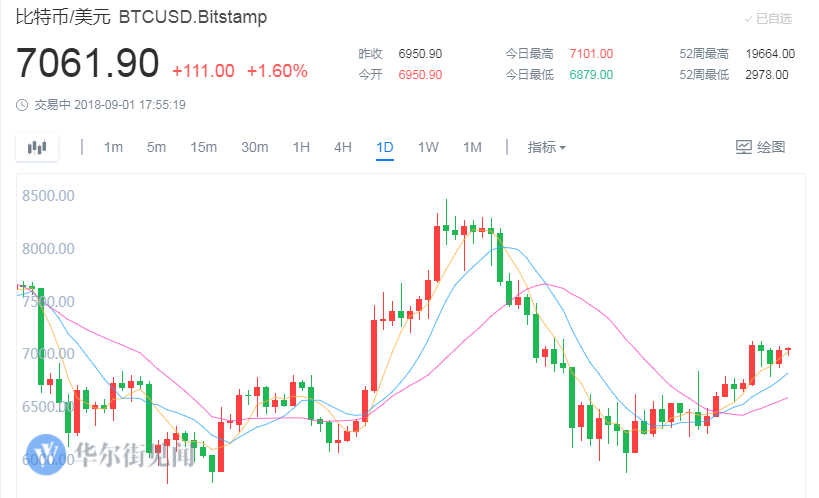 比特币/美元 BTCUSD.Bitstamp
已自选
7061.90 +111.00 +1.60%
昨收 6950.90 今日最高 7101.00 52周最高 19664.00
今开 6950.90 今日最低 6879.00 52周最低 2978.00
交易中 2018-09-01 17:55:19
1m 5m 15m 30m 1H 4H 1D 1W 1M 指标 绘图
8500.00
8000.00
7500.00
7000.00
6500.00
6000.00
华尔街见闻